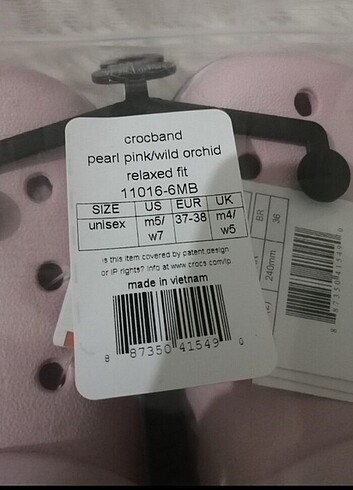 crocband
pearl pink/wild orchid
relaxed fit
11016-6MB
SIZE US EUR UK
unisex m5/ w7 37-38 m4/ w5
is this item covered by patent,design
or IP rights? info at www.crocs.com/ip
made in vietnam
8 87350 41549 0
BR 36
240mm
887350415490